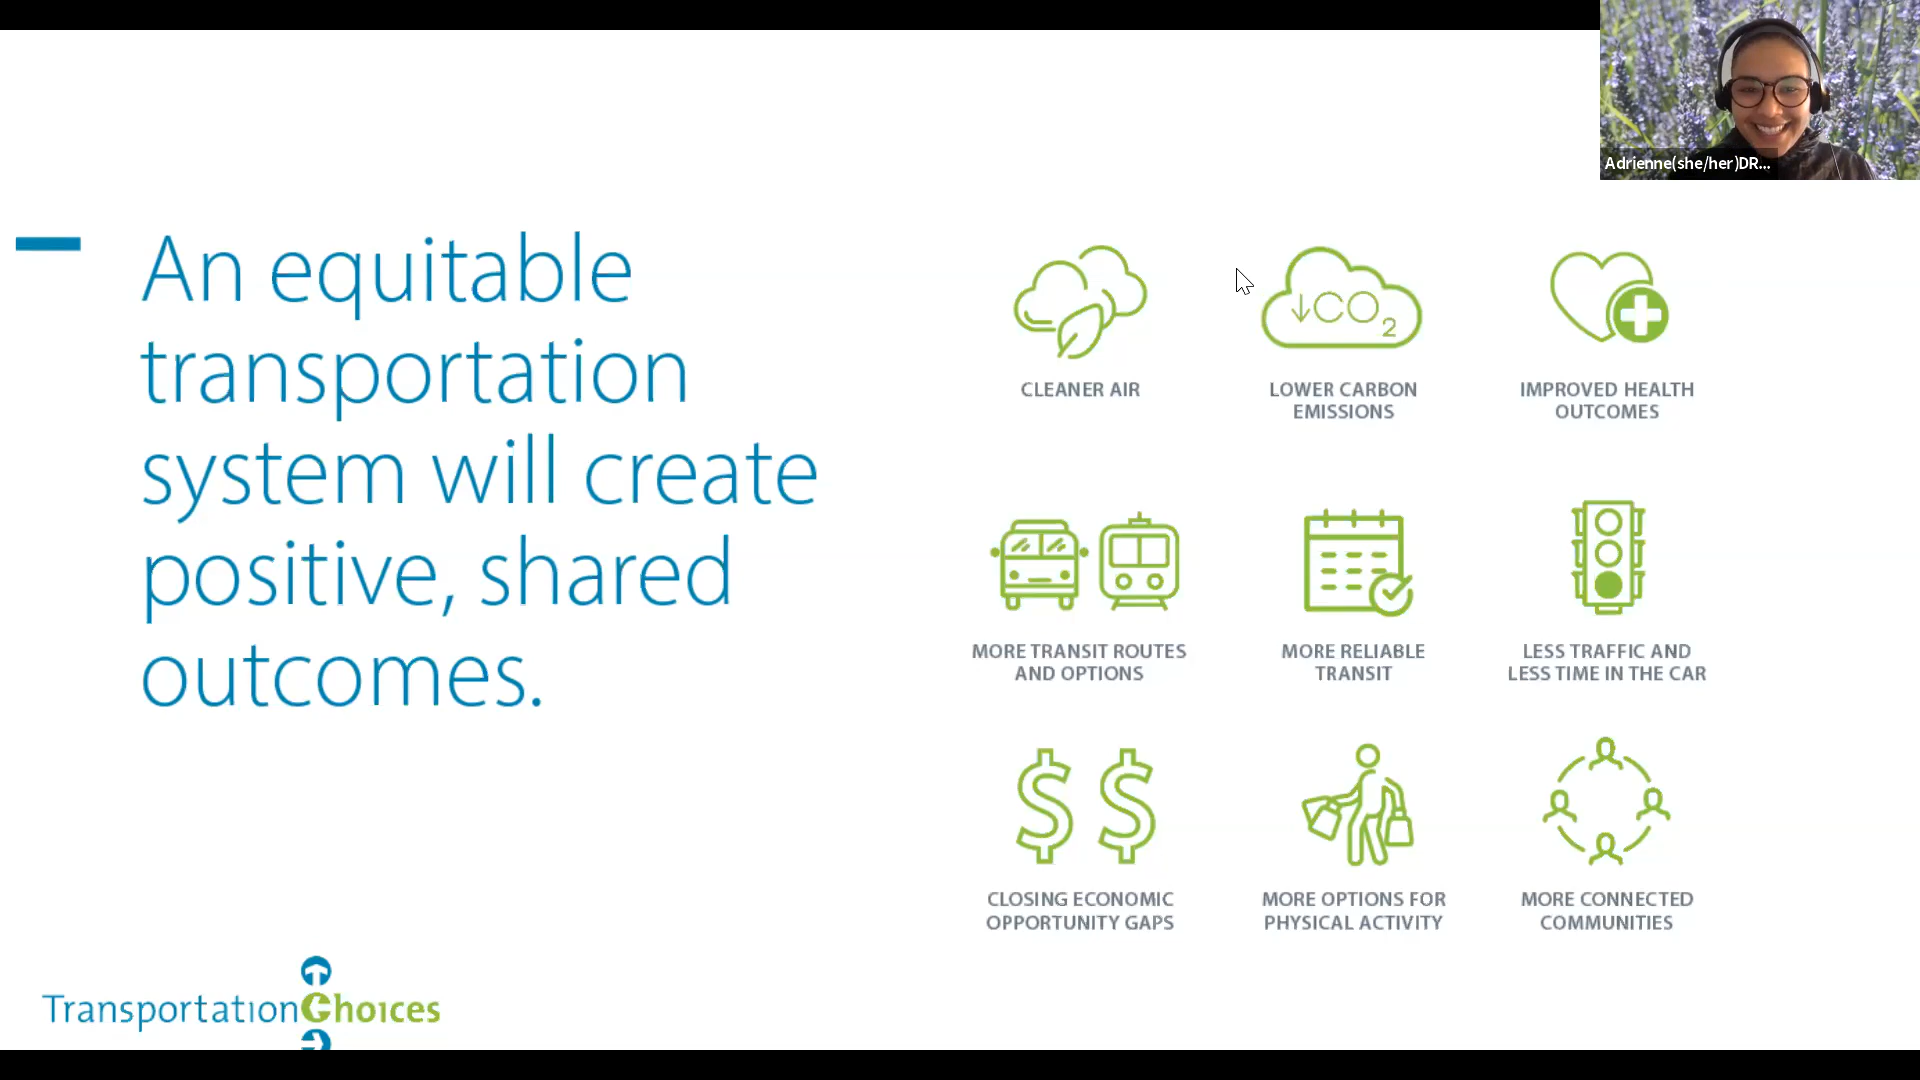 Adrienne(she/her)DR...
An equitable
transportation
system will create
positive, shared
outcomes.
↓CO2
CLEANER AIR
LOWER CARBON
EMISSIONS
IMPROVED HEALTH
OUTCOMES
MORE TRANSIT ROUTES
AND OPTIONS
MORE RELIABLE
TRANSIT
LESS TRAFFIC AND
LESS TIME IN THE CAR
$ $
CLOSING ECONOMIC
OPPORTUNITY GAPS
MORE OPTIONS FOR
PHYSICAL ACTIVITY
MORE CONNECTED
COMMUNITIES
TransportationChoices